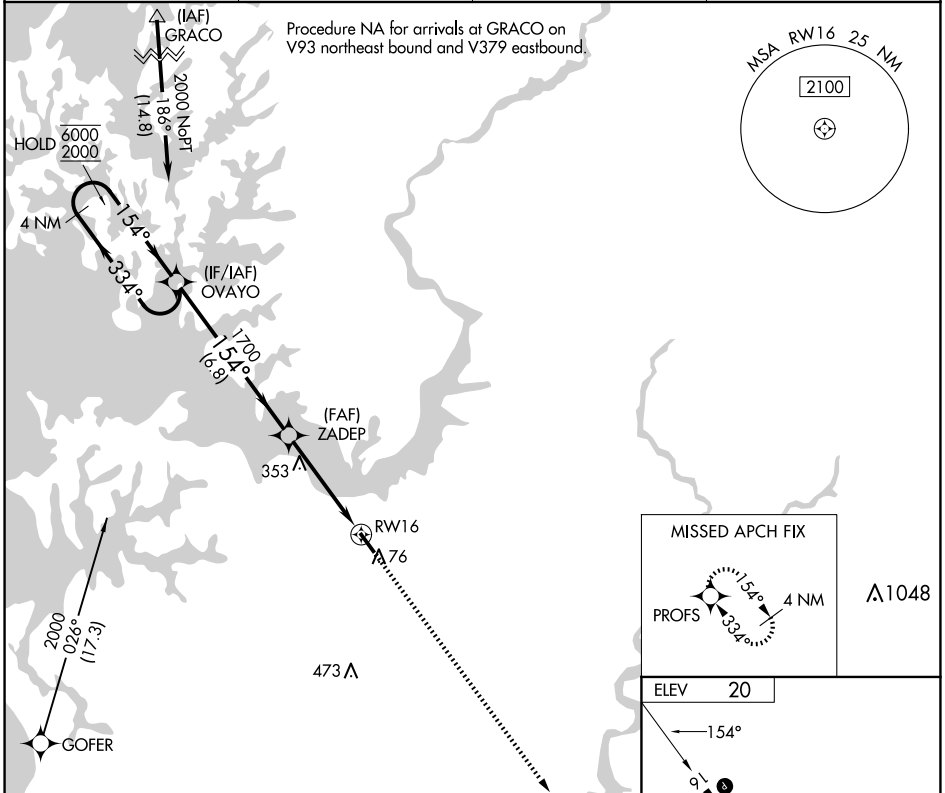 (IAF)
GRACO
Procedure NA for arrivals at GRACO on
V93 northeast bound and V379 eastbound.
MSA RW16 25 NM
2100
2000 NoPT
186°
(14.8)
HOLD 6000
2000
4 NM
154°
334°
(IF/IAF)
OVAYO
1700
154°
(6.8)
(FAF)
ZADEP
353
RW16
76
MISSED APCH FIX
154°
4 NM
PROFS
334°
1048
2000
026°
(17.3)
473
GOFER
ELEV 20
154°
16
P